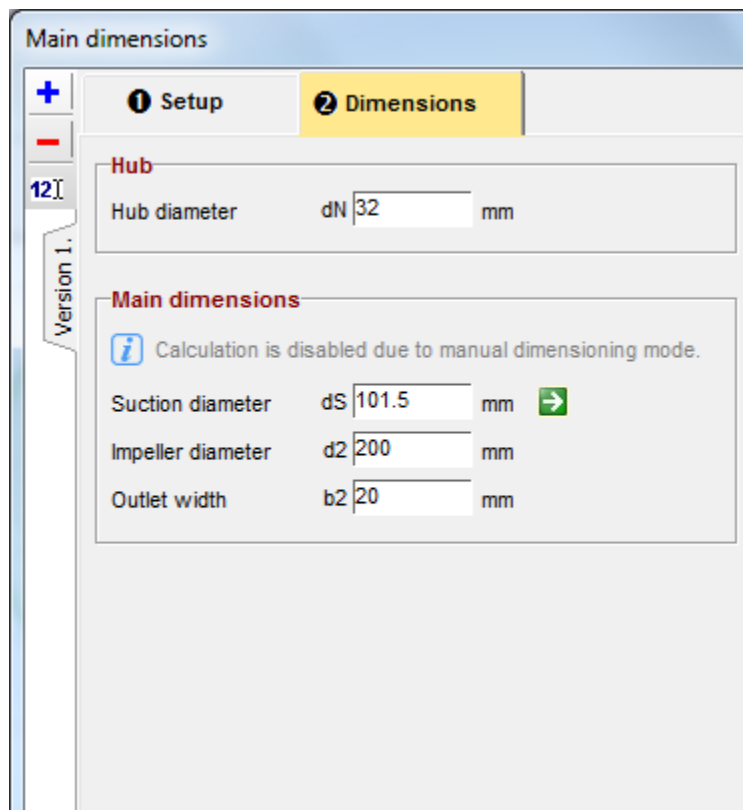 Main dimensions
❶ Setup
❷ Dimensions
12
Version 1.
Hub
Hub diameter dN 32 mm
Main dimensions
i Calculation is disabled due to manual dimensioning mode.
Suction diameter dS 101.5 mm
Impeller diameter d2 200 mm
Outlet width b2 20 mm